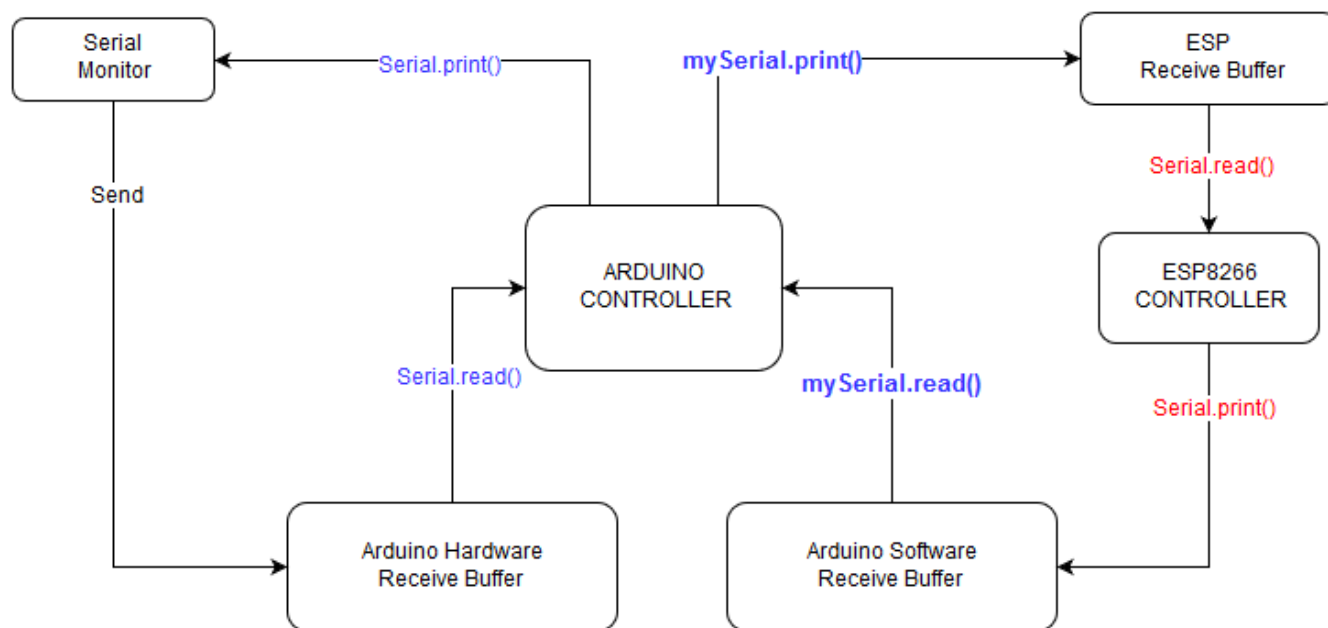 Serial
Monitor
Serial.print()
mySerial.print()
ESP
Receive Buffer
Serial.read()
Send
ARDUINO
CONTROLLER
ESP8266
CONTROLLER
Serial.read()
mySerial.read()
Serial.print()
Arduino Hardware
Receive Buffer
Arduino Software
Receive Buffer